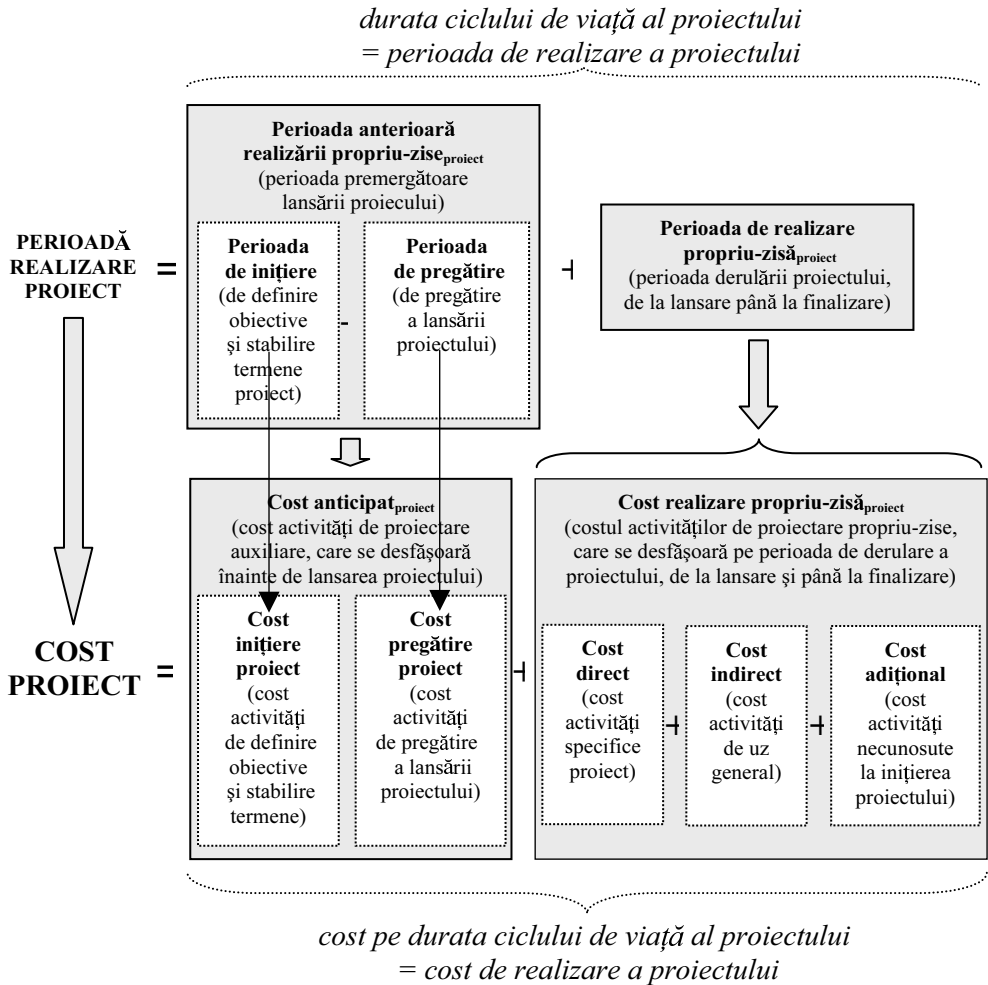 durata ciclului de viață al proiectului
= perioada de realizare a proiectului
Perioada anterioară
realizării propriu-zise proiect
(perioada premergătoare
lansării proiecului)
PERIOADĂ
REALIZARE
PROIECT
=
Perioada
de inițiere
(de definire
obiective
și stabilire
termene
proiect)
-
Perioada
de pregătire
(de pregătire
a lansării
proiectului)
Perioada de realizare
propriu-zisă proiect
(perioada derulării proiectului,
de la lansare până la finalizare)
Cost anticipat proiect
(cost activități de proiectare
auxiliare, care se desfășoară
înainte de lansarea proiectului)
Cost realizare propriu-zisă proiect
(costul activităților de proiectare propriu-zise,
care se desfășoară pe perioada de derulare a
proiectului, de la lansare și până la finalizare)
COST
PROIECT
=
Cost
inițiere
proiect
(cost
activități
de definire
obiective
și stabilire
termene)
Cost
pregătire
proiect
(cost
activități
de pregătire
a lansării
proiectului)
Cost
direct
(cost
activități
specifice
proiect)
Cost
indirect
(cost
activități
de uz
general)
Cost
adițional
(cost
activități
necunosute
la inițierea
proiectului)
cost pe durata ciclului de viață al proiectului
= cost de realizare a proiectului